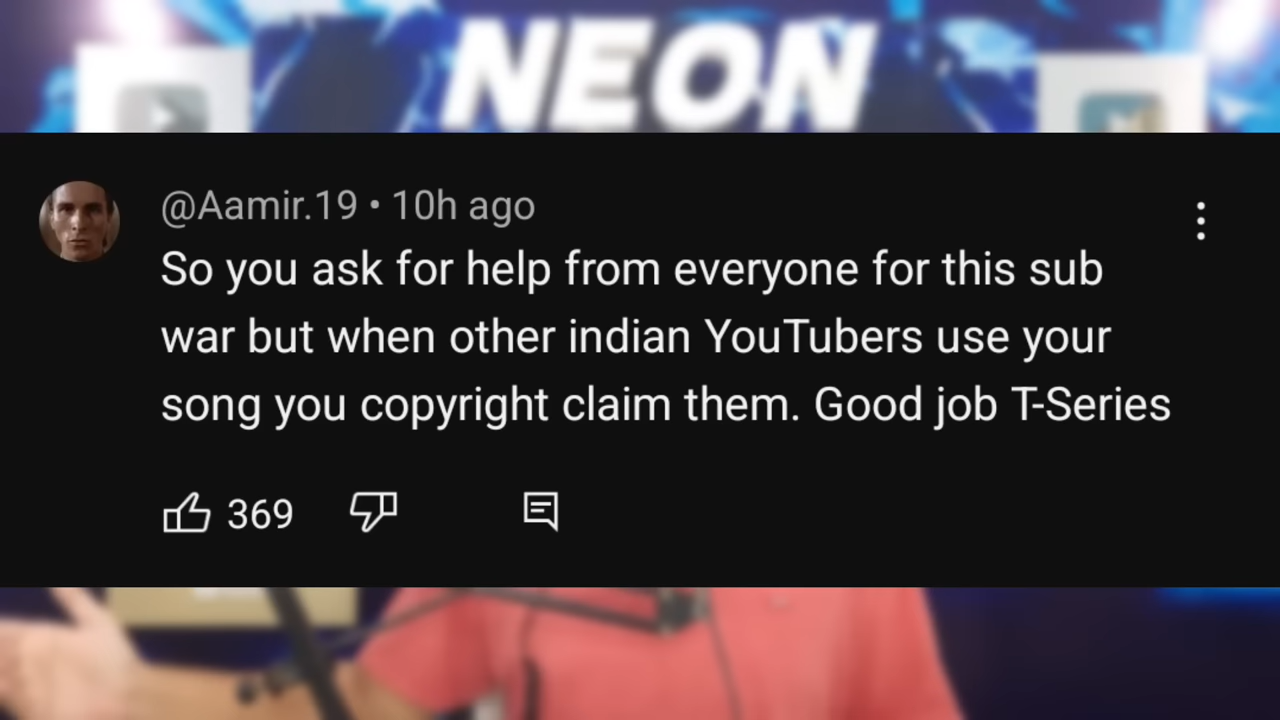 NEON
@Aamir.19 • 10h ago
So you ask for help from everyone for this sub
war but when other indian YouTubers use your
song you copyright claim them. Good job T-Series
369